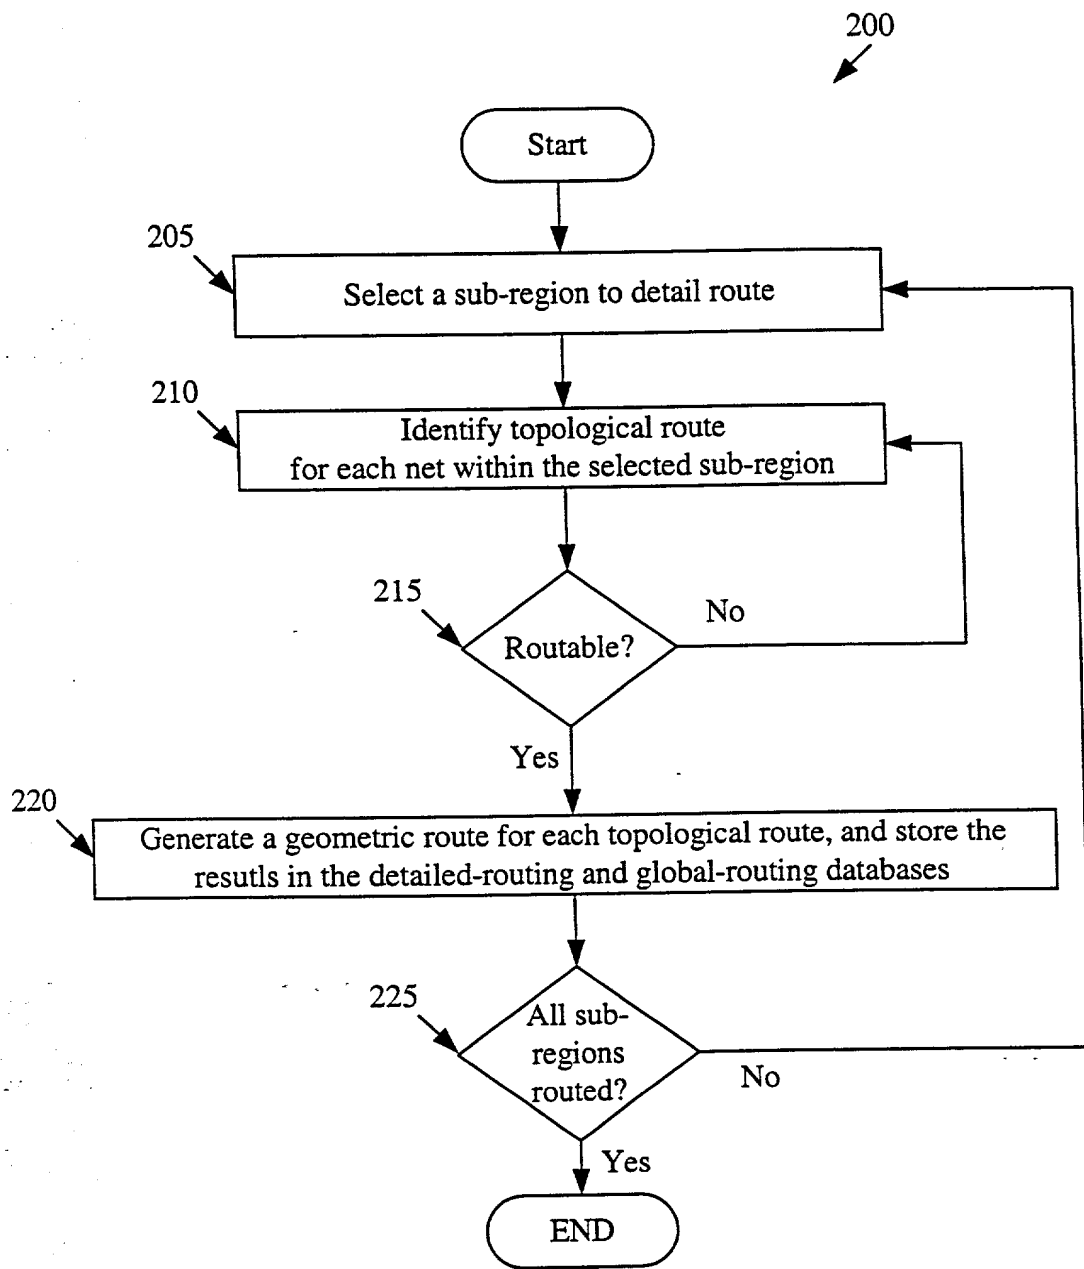 200
Start
205
Select a sub-region to detail route
210
Identify topological route
for each net within the selected sub-region
215
Routable?
No
Yes
220
Generate a geometric route for each topological route, and store the
resutls in the detailed-routing and global-routing databases
225
All sub-
regions
routed?
No
Yes
END